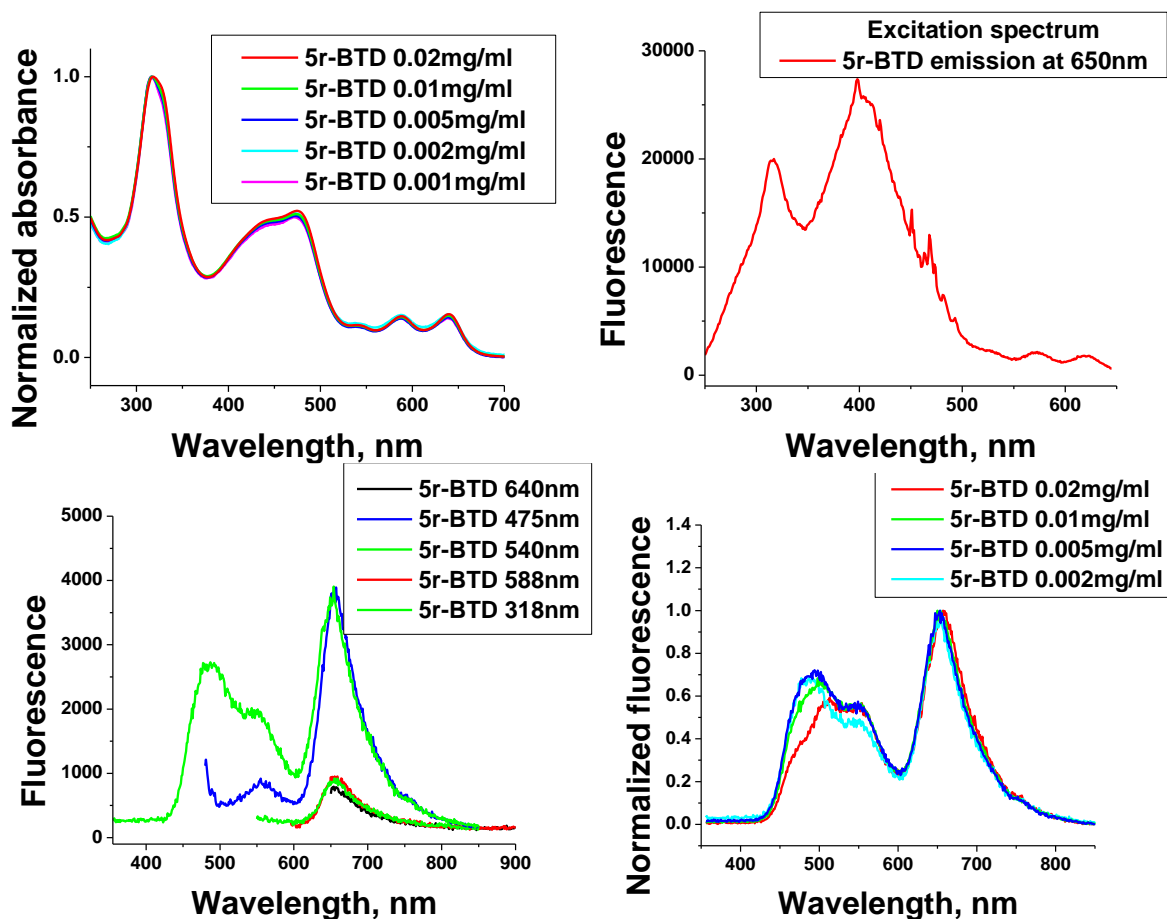 5r-BTD 0.02mg/ml
5r-BTD 0.01mg/ml
5r-BTD 0.005mg/ml
5r-BTD 0.002mg/ml
5r-BTD 0.001mg/ml
Normalized absorbance
1.0
0.5
0.0
300 400 500 600 700
Wavelength, nm
Excitation spectrum
5r-BTD emission at 650nm
Fluorescence
30000
20000
10000
0
300 400 500 600
Wavelength, nm
5r-BTD 640nm
5r-BTD 475nm
5r-BTD 540nm
5r-BTD 588nm
5r-BTD 318nm
Fluorescence
5000
4000
3000
2000
1000
0
400 500 600 700 800 900
Wavelength, nm
5r-BTD 0.02mg/ml
5r-BTD 0.01mg/ml
5r-BTD 0.005mg/ml
5r-BTD 0.002mg/ml
Normalized fluorescence
1.4
1.2
1.0
0.8
0.6
0.4
0.2
0.0
400 500 600 700 800
Wavelength, nm